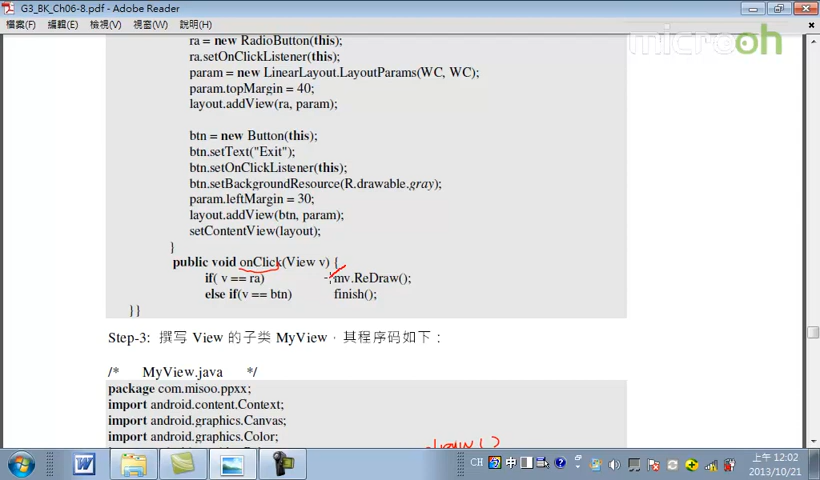 G3_BK_Ch06-8.pdf - Adobe Reader
檔案(F) 編輯(E) 檢視(V) 視窗(W) 說明(H)
microoh
ra = new RadioButton(this);
ra.setOnClickListener(this);
param = new LinearLayout.LayoutParams(WC, WC);
param.topMargin = 40;
layout.addView(ra, param);
btn = new Button(this);
btn.setText("Exit");
btn.setOnClickListener(this);
btn.setBackgroundResource(R.drawable.gray);
param.leftMargin = 30;
layout.addView(btn, param);
setContentView(layout);
}
public void onClick(View v) {
if( v == ra) mv.ReDraw();
else if(v == btn) finish();
}}
Step-3: 撰写 View 的子类 MyView，其程序码如下：
/* MyView.java */
package com.misoo.ppxx;
import android.content.Context;
import android.graphics.Canvas;
import android.graphics.Color;
CH 中
上午 12:02
2013/10/21